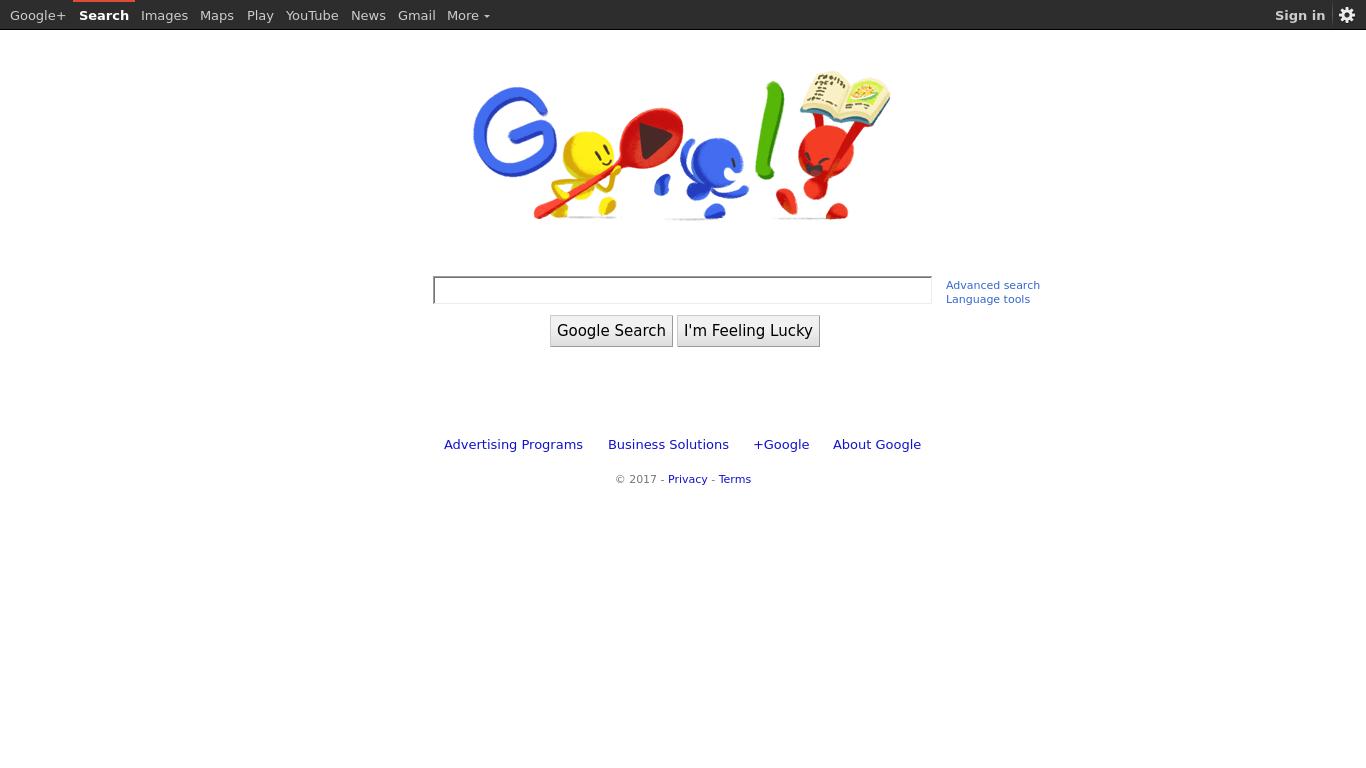 Google+ Search Images Maps Play YouTube News Gmail More Sign in
Google
Advanced search
Language tools
Google Search I'm Feeling Lucky
Advertising Programs Business Solutions +Google About Google
© 2017 - Privacy - Terms